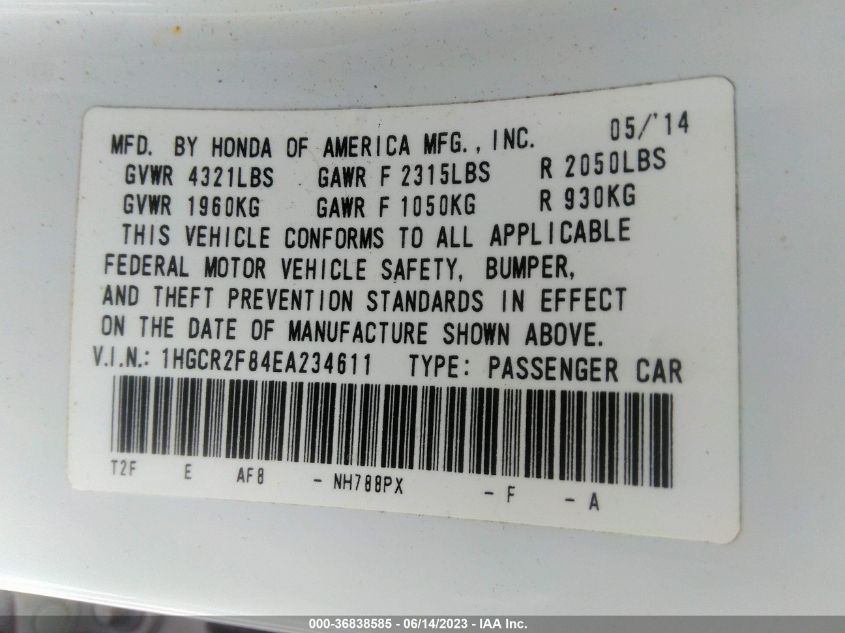 MFD. BY HONDA OF AMERICA MFG., INC. 05/'14
GVWR 4321LBS GAWR F 2315LBS R 2050LBS
GVWR 1960KG GAWR F 1050KG R 930KG
THIS VEHICLE CONFORMS TO ALL APPLICABLE
FEDERAL MOTOR VEHICLE SAFETY, BUMPER,
AND THEFT PREVENTION STANDARDS IN EFFECT
ON THE DATE OF MANUFACTURE SHOWN ABOVE.
V.I.N.: 1HGCR2F84EA234611 TYPE: PASSENGER CAR
T2F E AF8 - NH788PX - F - A
000-36838585 - 06/14/2023 - IAA Inc.